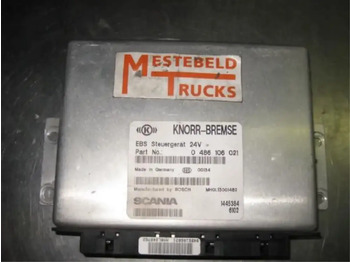 MESTEBELD
TRUCKS
KNORR-BREMSE
EBS Steuergerät 24V
Part No.: 0 486 106 021
Made in Germany
by BOSCH
SCANIA
1445384
6103